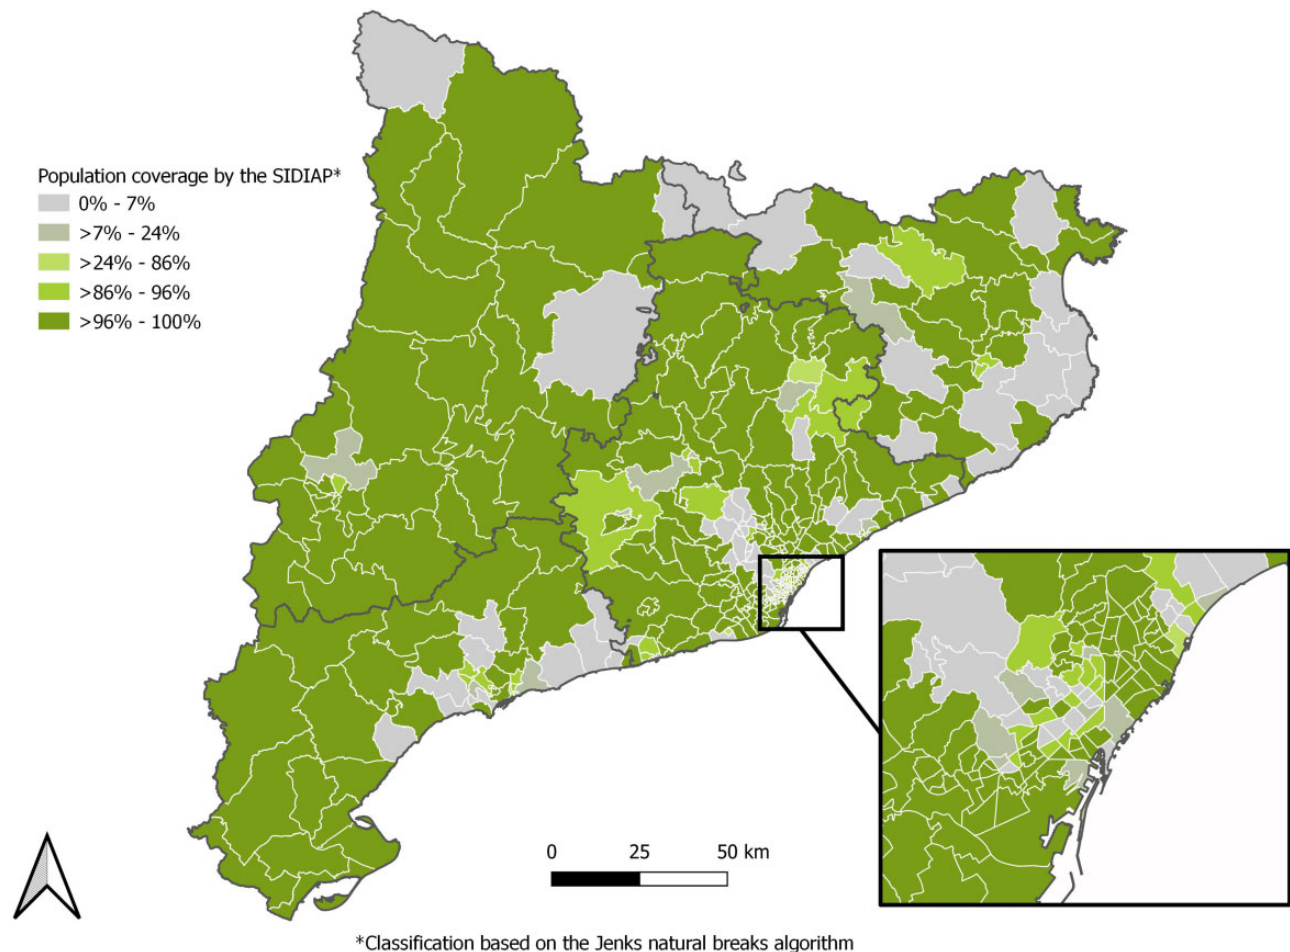 Population coverage by the SIDIAP*
0% - 7%
>7% - 24%
>24% - 86%
>86% - 96%
>96% - 100%
0 25 50 km
*Classification based on the Jenks natural breaks algorithm